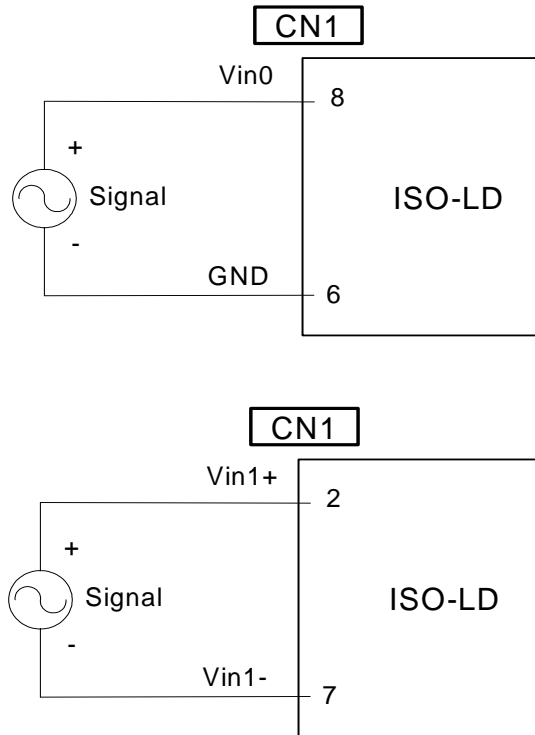 CN1
Vin0
8
+
Signal
ISO-LD
-
GND
6
CN1
Vin1+
2
+
Signal
ISO-LD
-
Vin1-
7